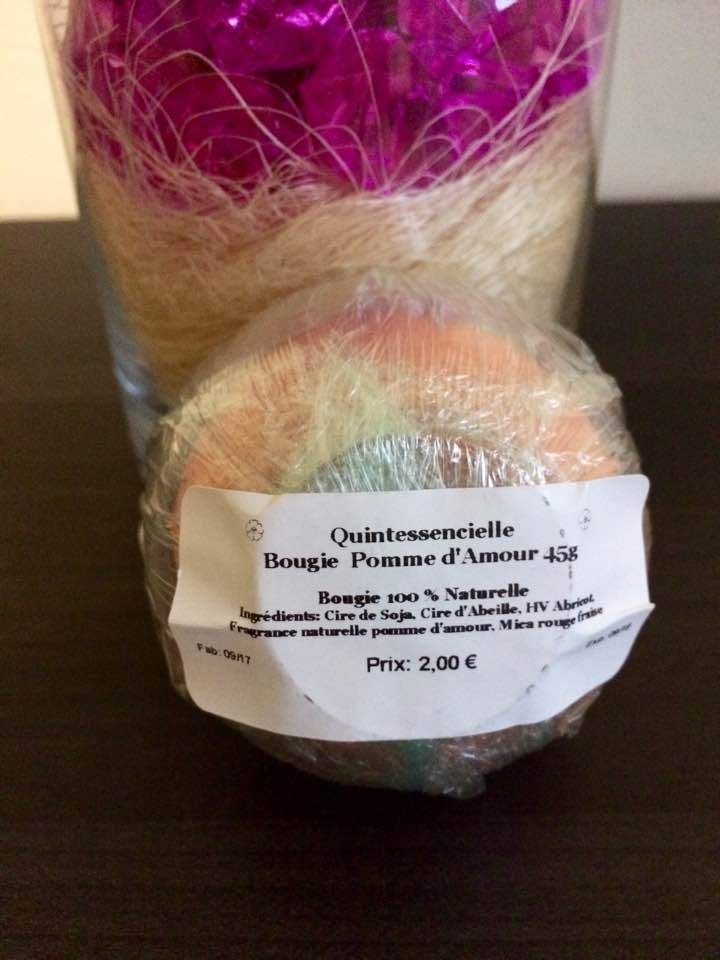 Quintessencielle
Bougie Pomme d'Amour 45g
Bougie 100 % Naturelle
Ingrédients: Cire de Soja, Cire d'Abeille, HV Abricot,
Fragrance naturelle pomme d'amour, Mica rouge fraise
Fab: 09/17
Prix: 2,00 €